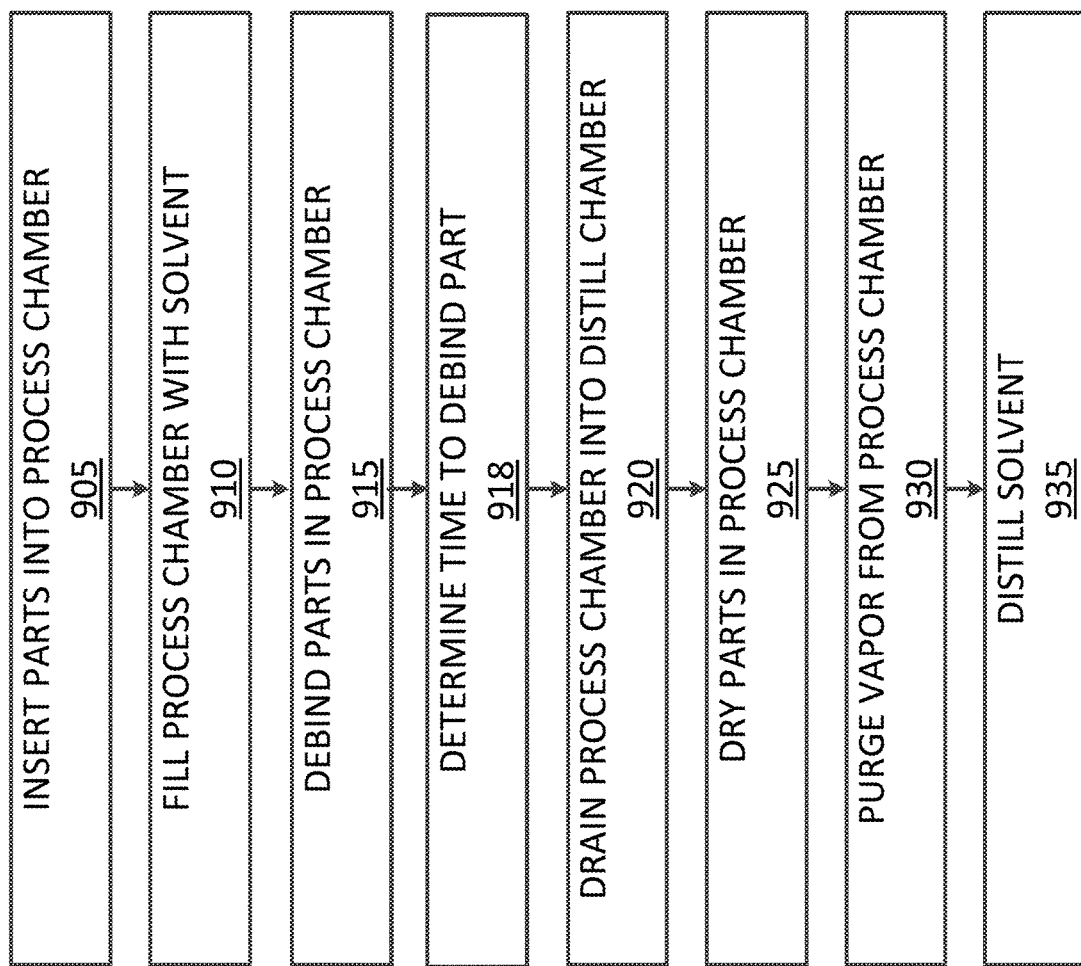 INSERT PARTS INTO PROCESS CHAMBER
905
FILL PROCESS CHAMBER WITH SOLVENT
910
DEBIND PARTS IN PROCESS CHAMBER
915
DETERMINE TIME TO DEBIND PART
918
DRAIN PROCESS CHAMBER INTO DISTILL CHAMBER
920
DRY PARTS IN PROCESS CHAMBER
925
PURGE VAPOR FROM PROCESS CHAMBER
930
DISTILL SOLVENT
935